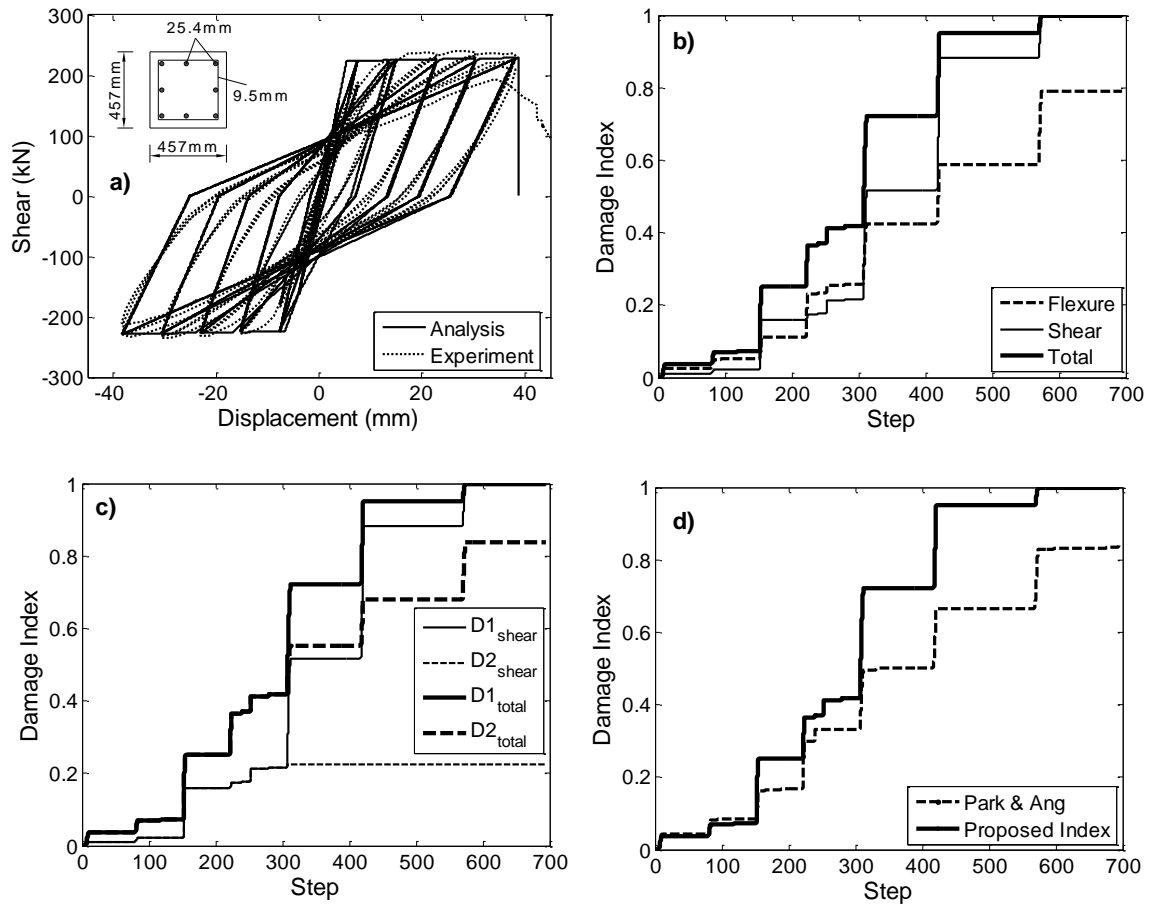 300
200
100
0
-100
-200
-300
-40
-20
0
20
40
Shear (kN)
Displacement (mm)
a)
25.4mm
9.5mm
457mm
457mm
Analysis
Experiment
b)
1
0.8
0.6
0.4
0.2
0
0
100
200
300
400
500
600
700
Damage Index
Step
Flexure
Shear
Total
c)
1
0.8
0.6
0.4
0.2
0
0
100
200
300
400
500
600
700
Damage Index
Step
D1shear
D2shear
D1total
D2total
d)
1
0.8
0.6
0.4
0.2
0
0
100
200
300
400
500
600
700
Damage Index
Step
Park & Ang
Proposed Index